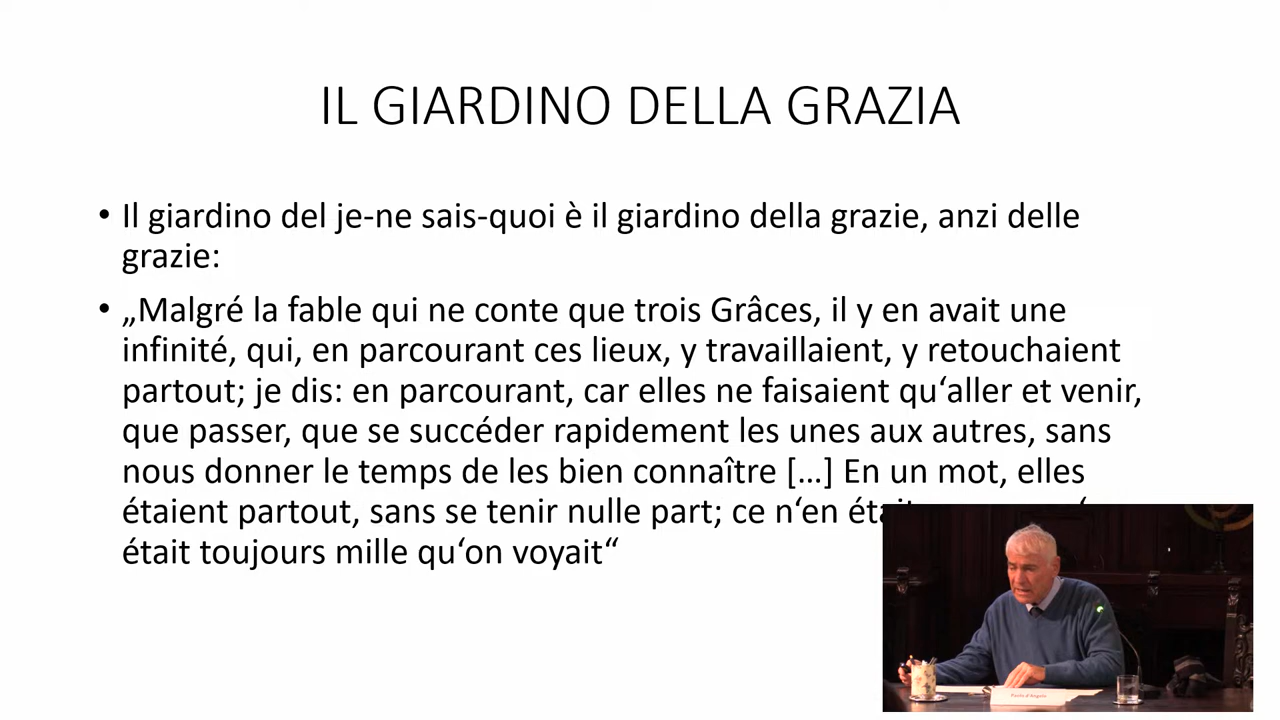 IL GIARDINO DELLA GRAZIA
• Il giardino del je-ne sais-quoi è il giardino della grazie, anzi delle
grazie:
• „Malgré la fable qui ne conte que trois Grâces, il y en avait une
infinité, qui, en parcourant ces lieux, y travaillaient, y retouchaient
partout; je dis: en parcourant, car elles ne faisaient qu‘aller et venir,
que passer, que se succéder rapidement les unes aux autres, sans
nous donner le temps de les bien connaître […] En un mot, elles
étaient partout, sans se tenir nulle part; ce n‘en
était toujours mille qu‘on voyait“
Paolo d'Angelo